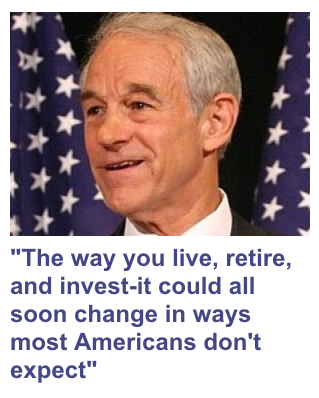 "The way you live, retire,
and invest-it could all
soon change in ways
most Americans don't
expect"